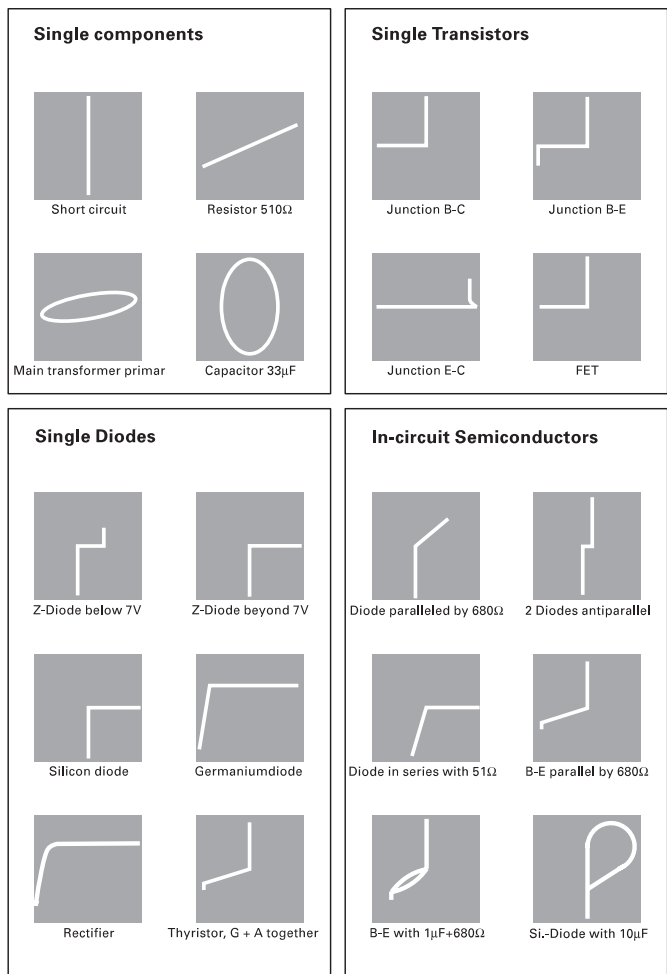 Single components
Short circuit
Resistor 510Ω
Main transformer primar
Capacitor 33µF
Single Transistors
Junction B-C
Junction B-E
Junction E-C
FET
Single Diodes
Z-Diode below 7V
Z-Diode beyond 7V
Silicon diode
Germaniumdiode
Rectifier
Thyristor, G + A together
In-circuit Semiconductors
Diode paralleled by 680Ω
2 Diodes antiparallel
Diode in series with 51Ω
B-E parallel by 680Ω
B-E with 1µF+680Ω
Si.-Diode with 10µF